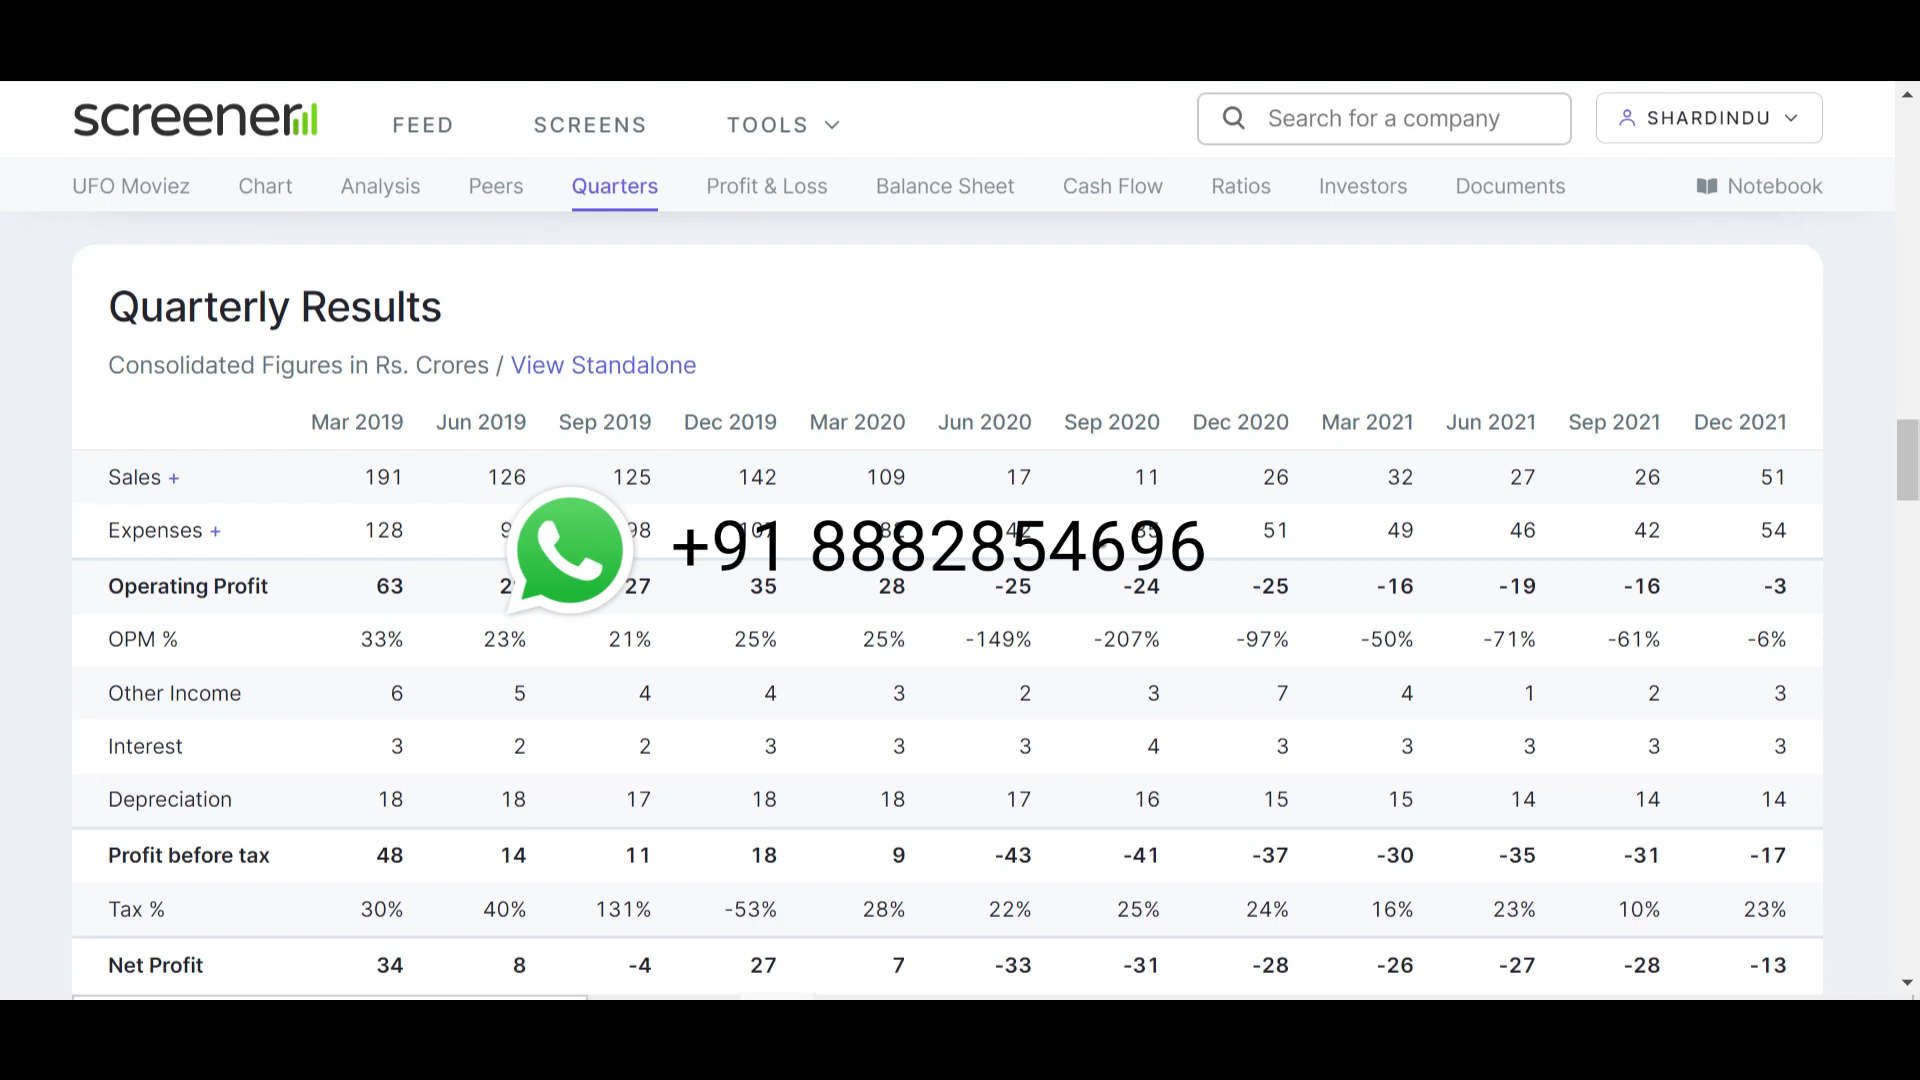 screener FEED SCREENS TOOLS Search for a company SHARDINDU
UFO Moviez Chart Analysis Peers Quarters Profit & Loss Balance Sheet Cash Flow Ratios Investors Documents Notebook
Quarterly Results
Consolidated Figures in Rs. Crores / View Standalone
Mar 2019 Jun 2019 Sep 2019 Dec 2019 Mar 2020 Jun 2020 Sep 2020 Dec 2020 Mar 2021 Jun 2021 Sep 2021 Dec 2021
Sales + 191 126 125 142 109 17 11 26 32 27 26 51
Expenses + 128 51 49 46 42 54
+91 8882854696
Operating Profit 63 27 35 28 -25 -24 -25 -16 -19 -16 -3
OPM % 33% 23% 21% 25% 25% -149% -207% -97% -50% -71% -61% -6%
Other Income 6 5 4 4 3 2 3 7 4 1 2 3
Interest 3 2 2 3 3 3 4 3 3 3 3 3
Depreciation 18 18 17 18 18 17 16 15 15 14 14 14
Profit before tax 48 14 11 18 9 -43 -41 -37 -30 -35 -31 -17
Tax % 30% 40% 131% -53% 28% 22% 25% 24% 16% 23% 10% 23%
Net Profit 34 8 -4 27 7 -33 -31 -28 -26 -27 -28 -13